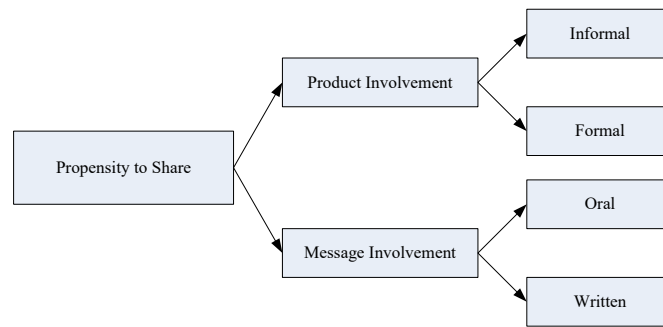 Informal
Product Involvement
Formal
Propensity to Share
Oral
Message Involvement
Written